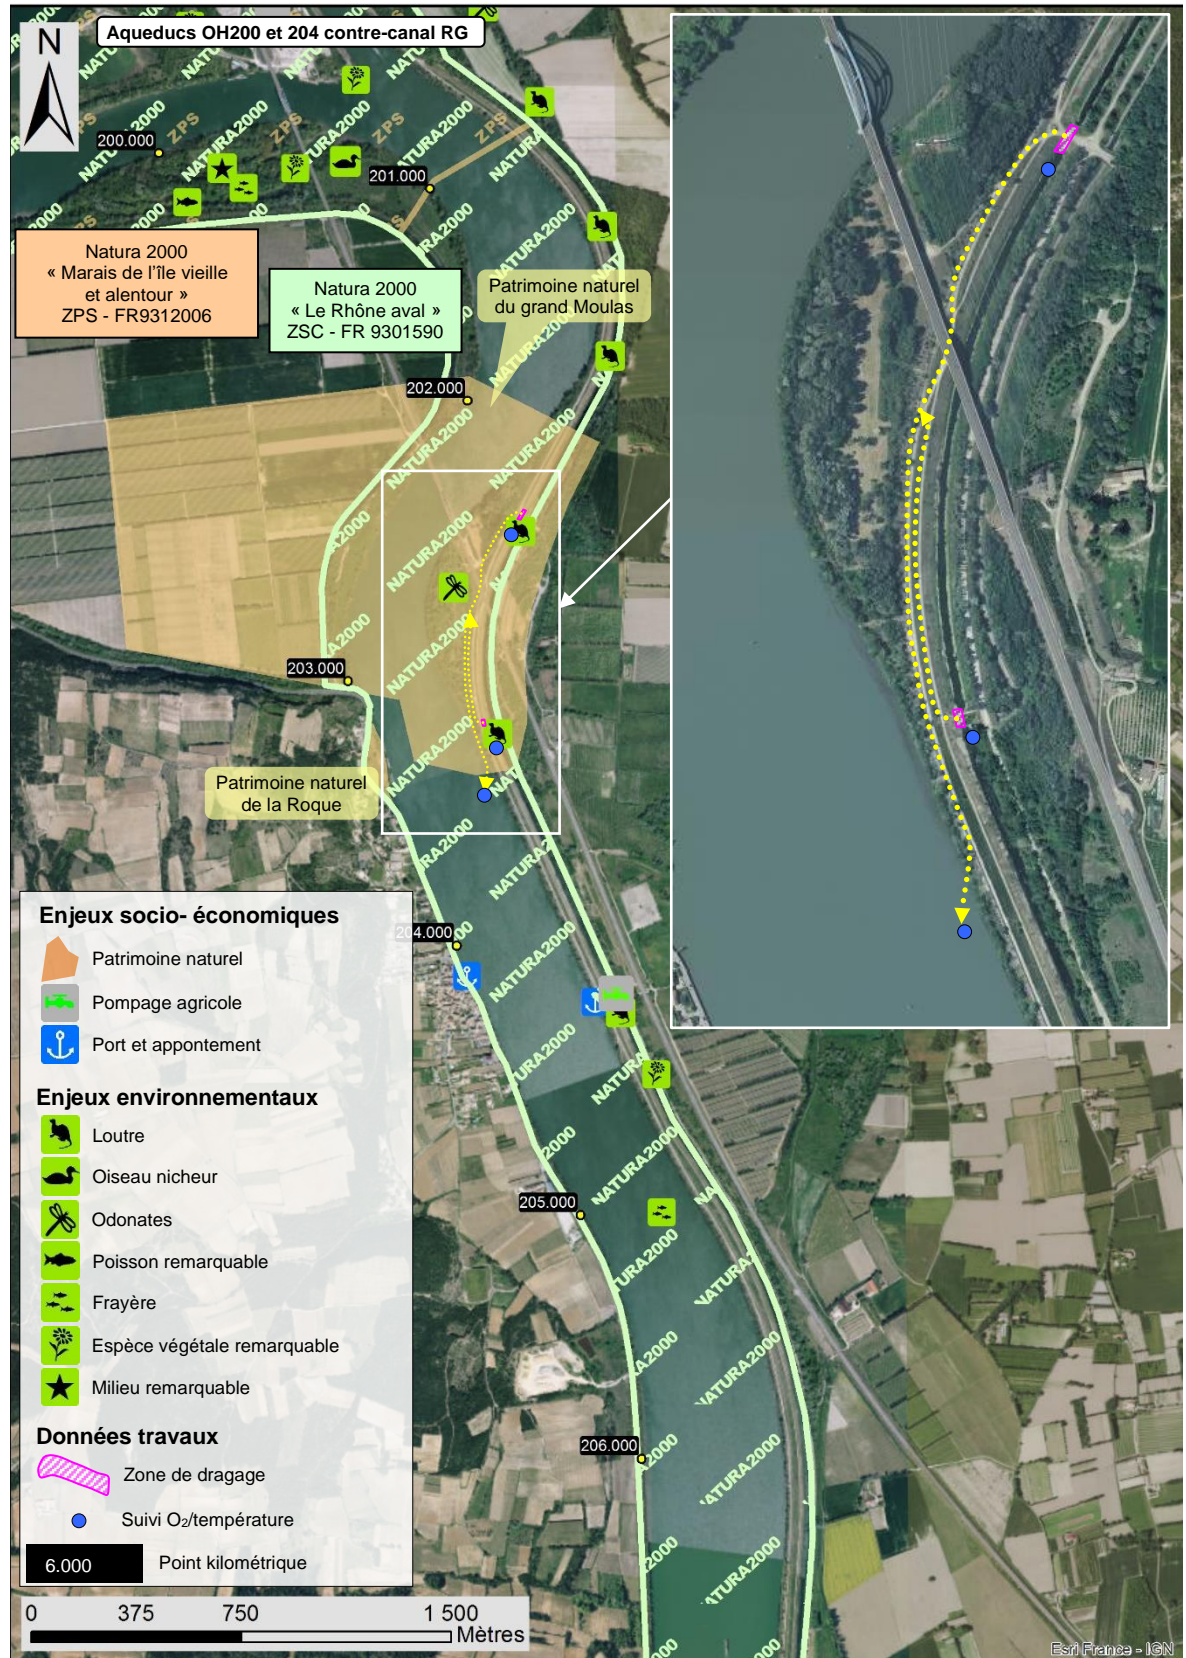 Aqueducs OH200 et 204 contre-canal RG
N
NATURA2000
ZPS
200.000
201.000
Natura 2000
« Marais de l'île vieille
et alentour »
ZPS - FR9312006
Natura 2000
« Le Rhône aval »
ZSC - FR 9301590
Patrimoine naturel
du grand Moulas
202.000
203.000
Patrimoine naturel
de la Roque
204.000
205.000
206.000
Enjeux socio- économiques
Patrimoine naturel
Pompage agricole
Port et appontement
Enjeux environnementaux
Loutre
Oiseau nicheur
Odonates
Poisson remarquable
Frayère
Espèce végétale remarquable
Milieu remarquable
Données travaux
Zone de dragage
Suivi O₂/température
6.000 Point kilométrique
0 375 750 1 500
Mètres
Esri France - IGN